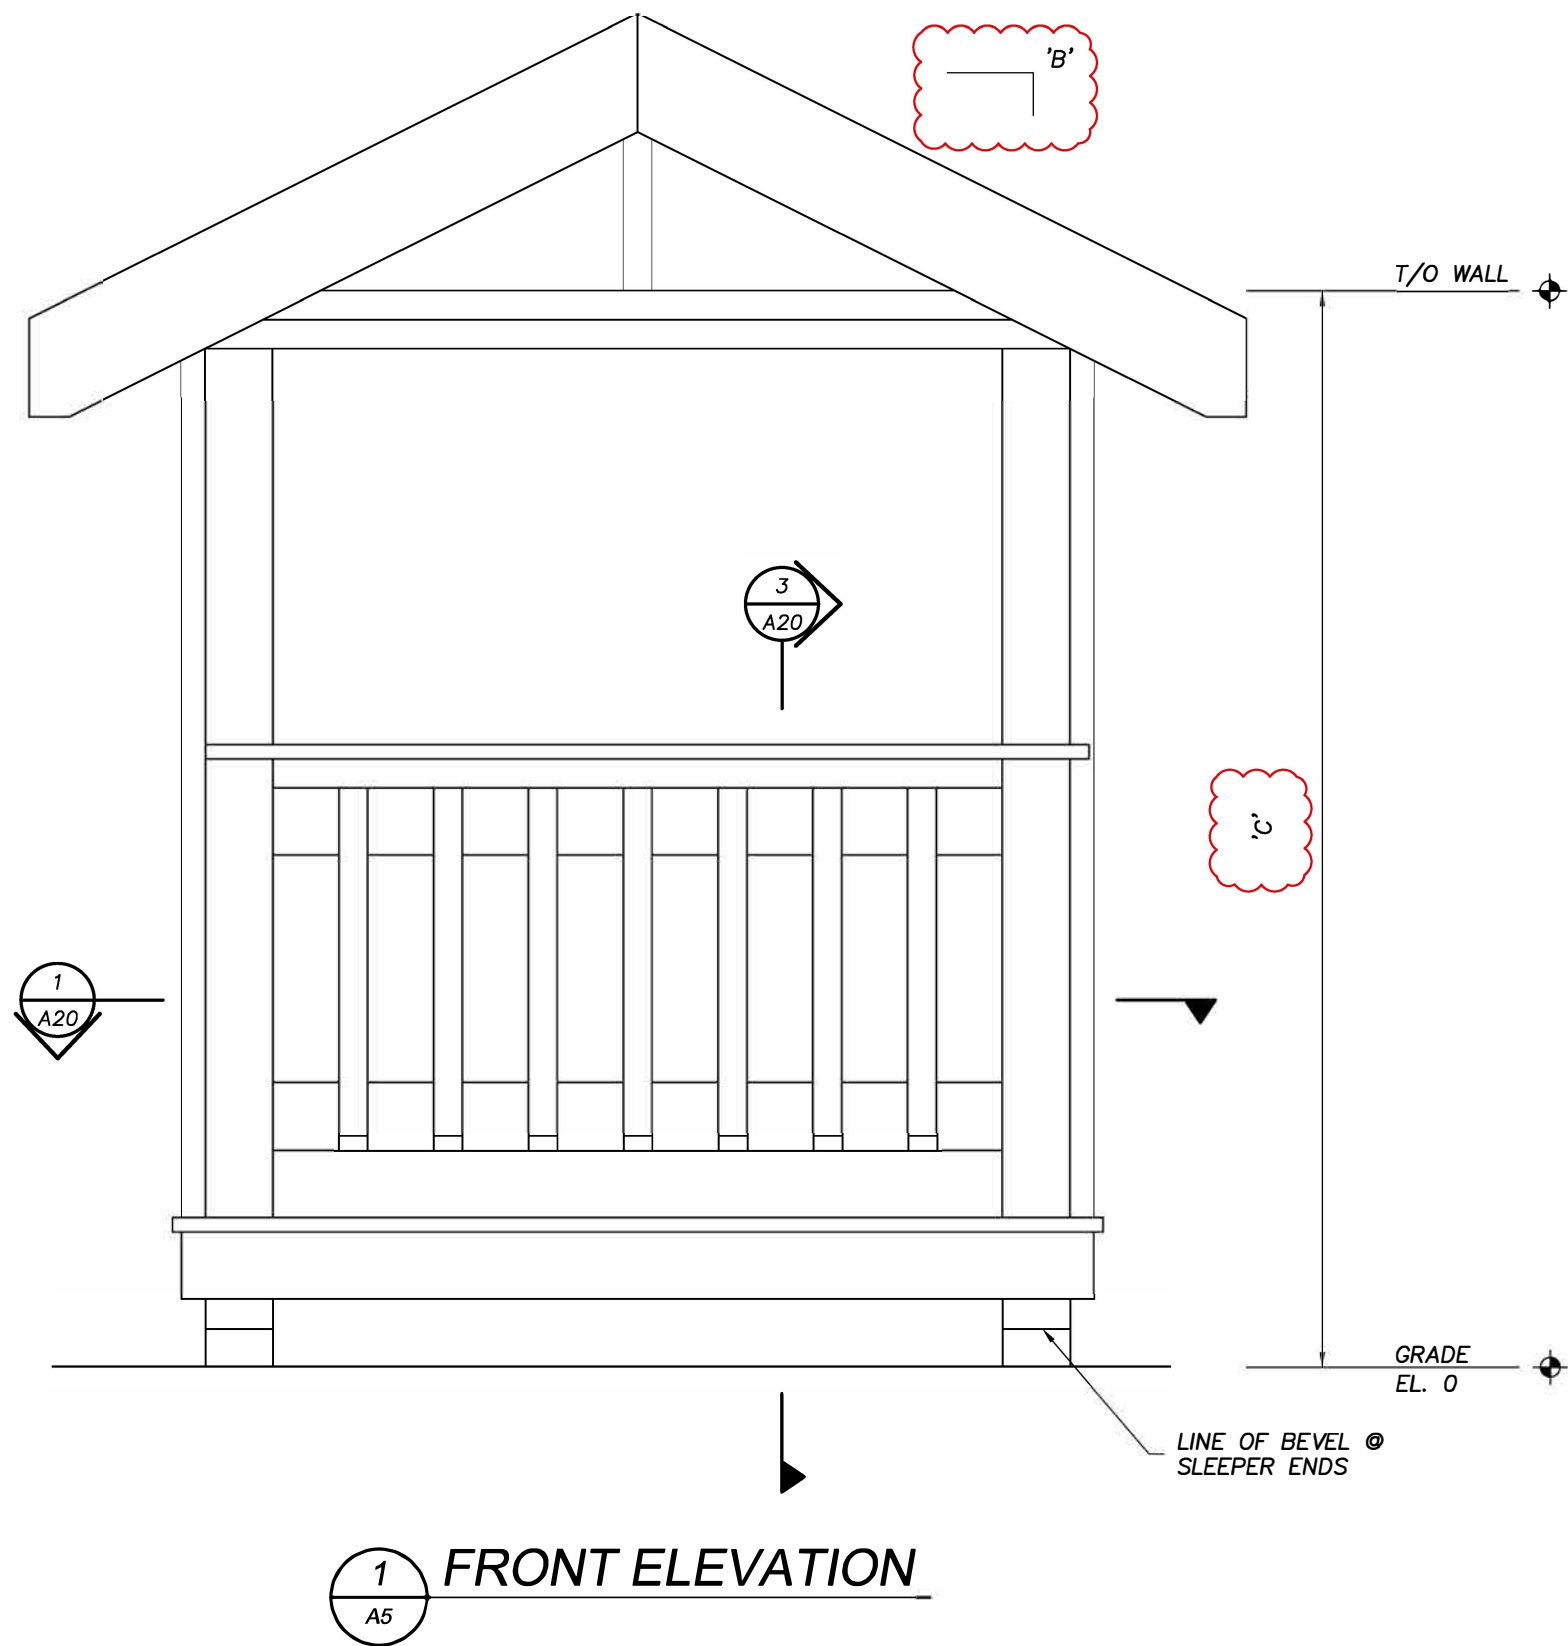 'B'
T/O WALL
3
A20
'C'
1
A20
GRADE
EL. 0
LINE OF BEVEL @
SLEEPER ENDS
1
A5
FRONT ELEVATION